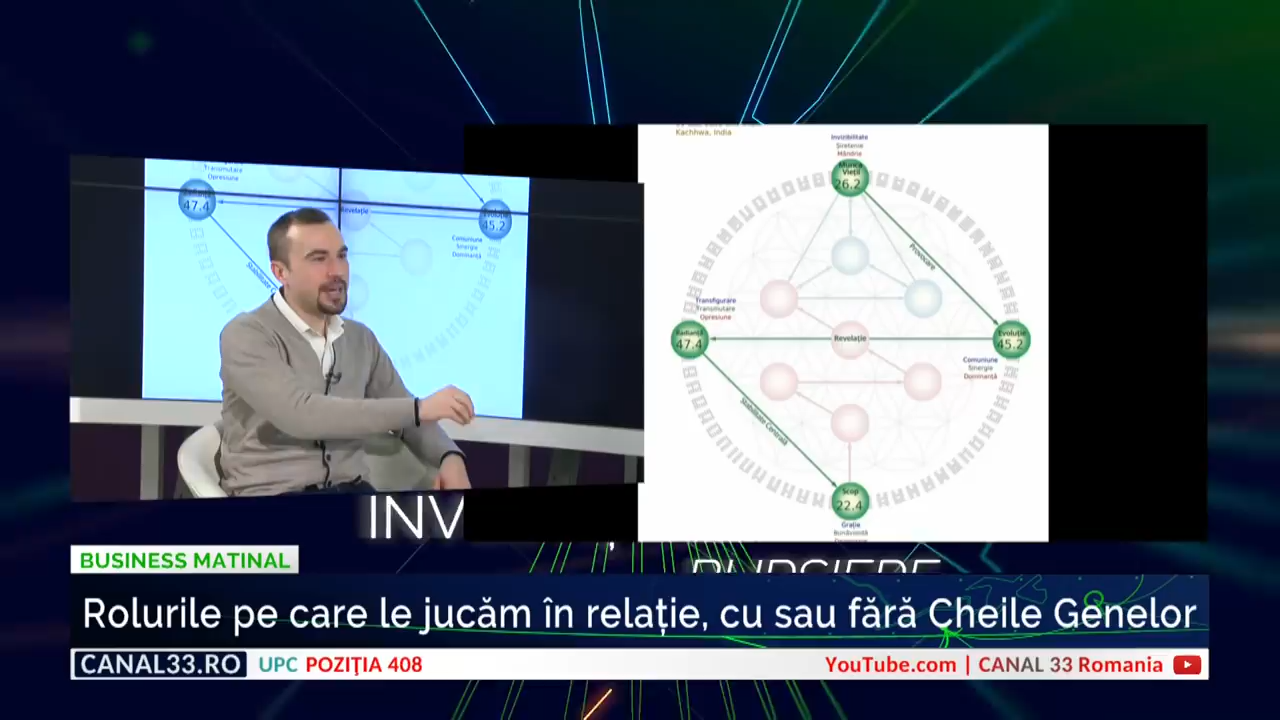 Transmutare
Opresiune
47.4
Revelație
45.2
Comuniune
Sinergie
Dominanță
Kachhwa, India
Invizibilitate
Șiretenie
Mândrie
Munca
Vieții
26.2
Provocare
Transfigurare
Transmutare
Opresiune
Radianță
47.4
Revelație
Evoluție
45.2
Comuniune
Sinergie
Dominanță
Stabilitate Centrală
Scop
22.4
Grație
Bunăvoință
INV
BUSINESS MATINAL
Rolurile pe care le jucăm în relație, cu sau fără Cheile Genelor
CANAL33.RO UPC POZIŢIA 408
YouTube.com | CANAL 33 Romania